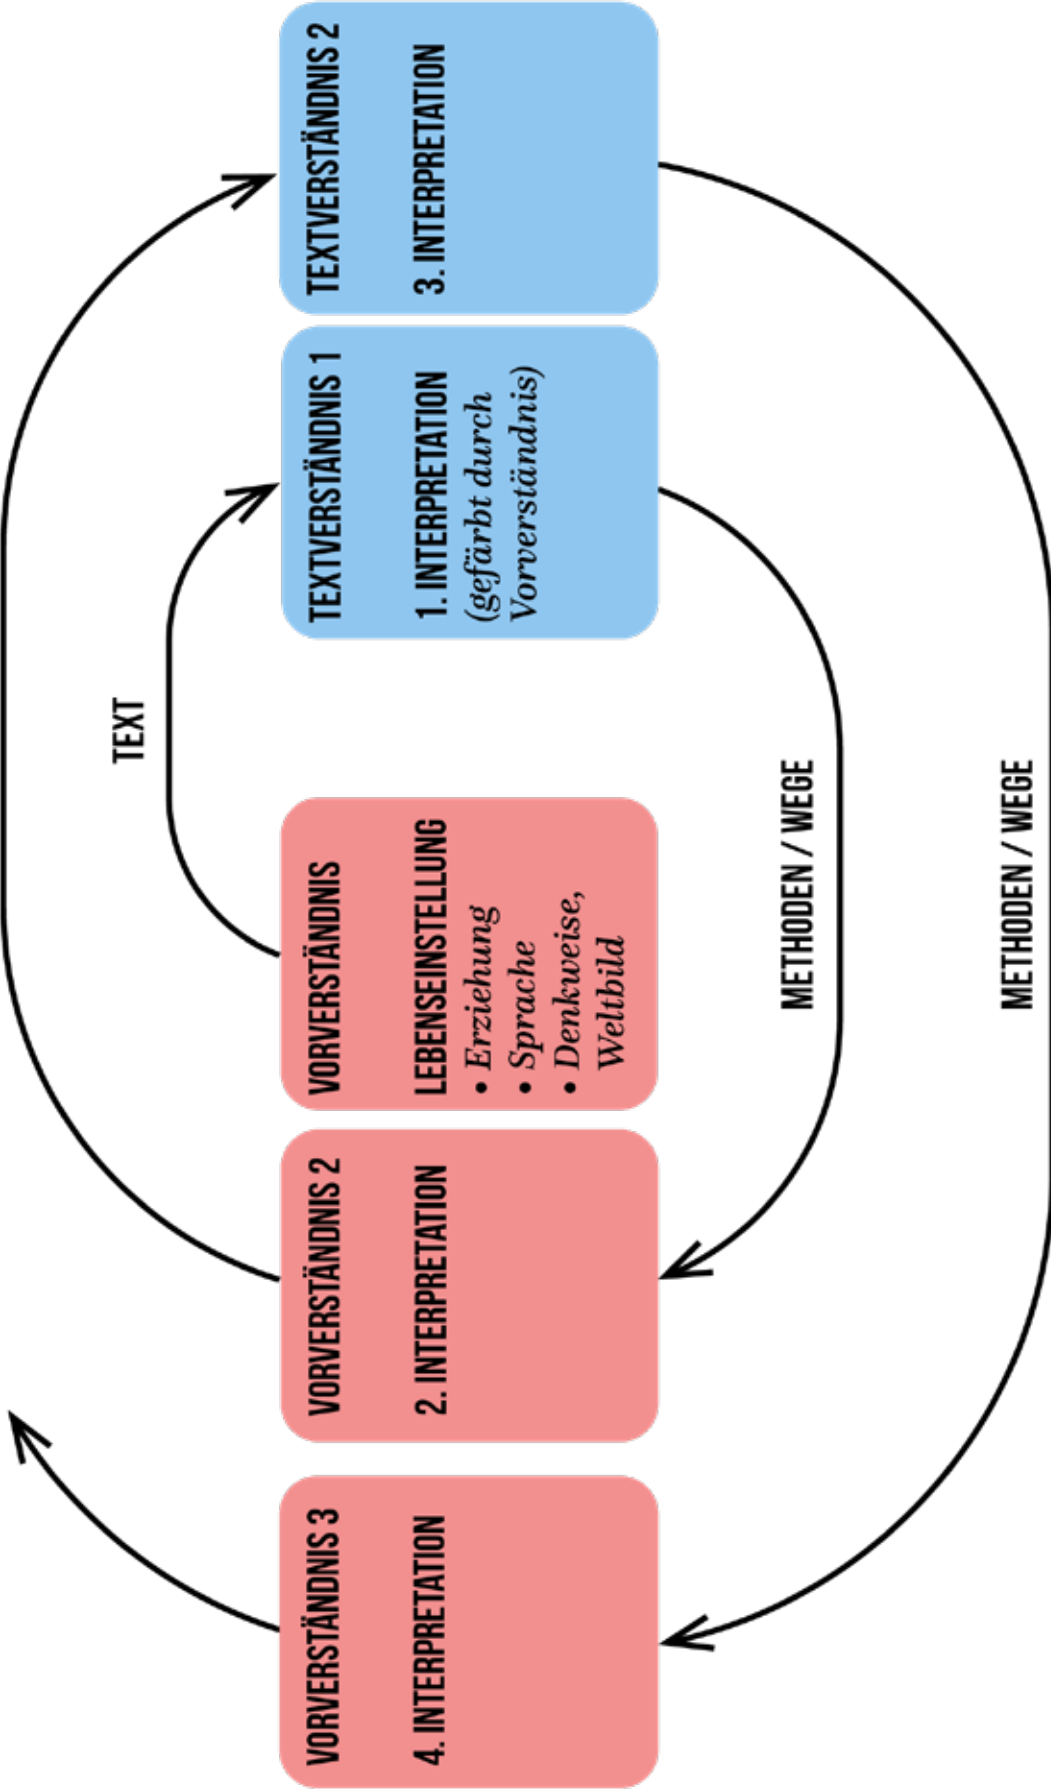 TEXT
VORVERSTÄNDNIS 3
4. INTERPRETATION
VORVERSTÄNDNIS 2
2. INTERPRETATION
VORVERSTÄNDNIS
LEBENSEINSTELLUNG
• Erziehung
• Sprache
• Denkweise,
Weltbild
TEXTVERSTÄNDNIS 1
1. INTERPRETATION
(gefärbt durch
Vorverständnis)
TEXTVERSTÄNDNIS 2
3. INTERPRETATION
METHODEN / WEGE
METHODEN / WEGE